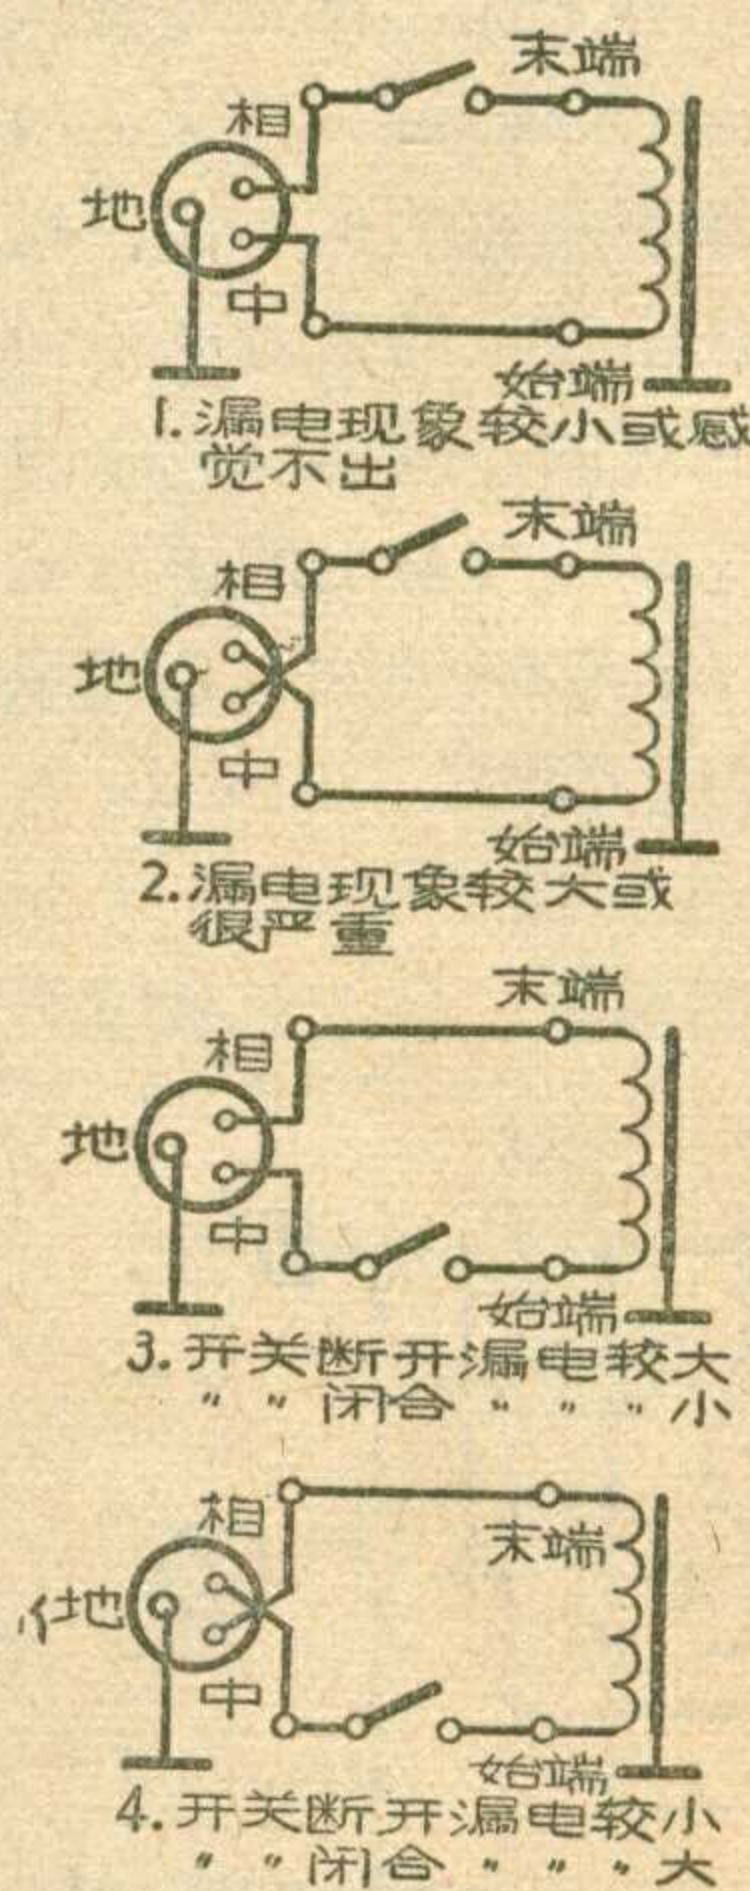 末端
相
地
中
始端
1. 漏电现象较小或感
觉不出
末端
相
地
中
始端
2. 漏电现象较大或
很严重
末端
相
地
中
始端
3. 开关断开漏电较大
〃 〃 闭合 〃 〃 〃 小
相
末端
地
中
始端
4. 开关断开漏电较小
〃 〃 闭合 〃 〃 〃 大